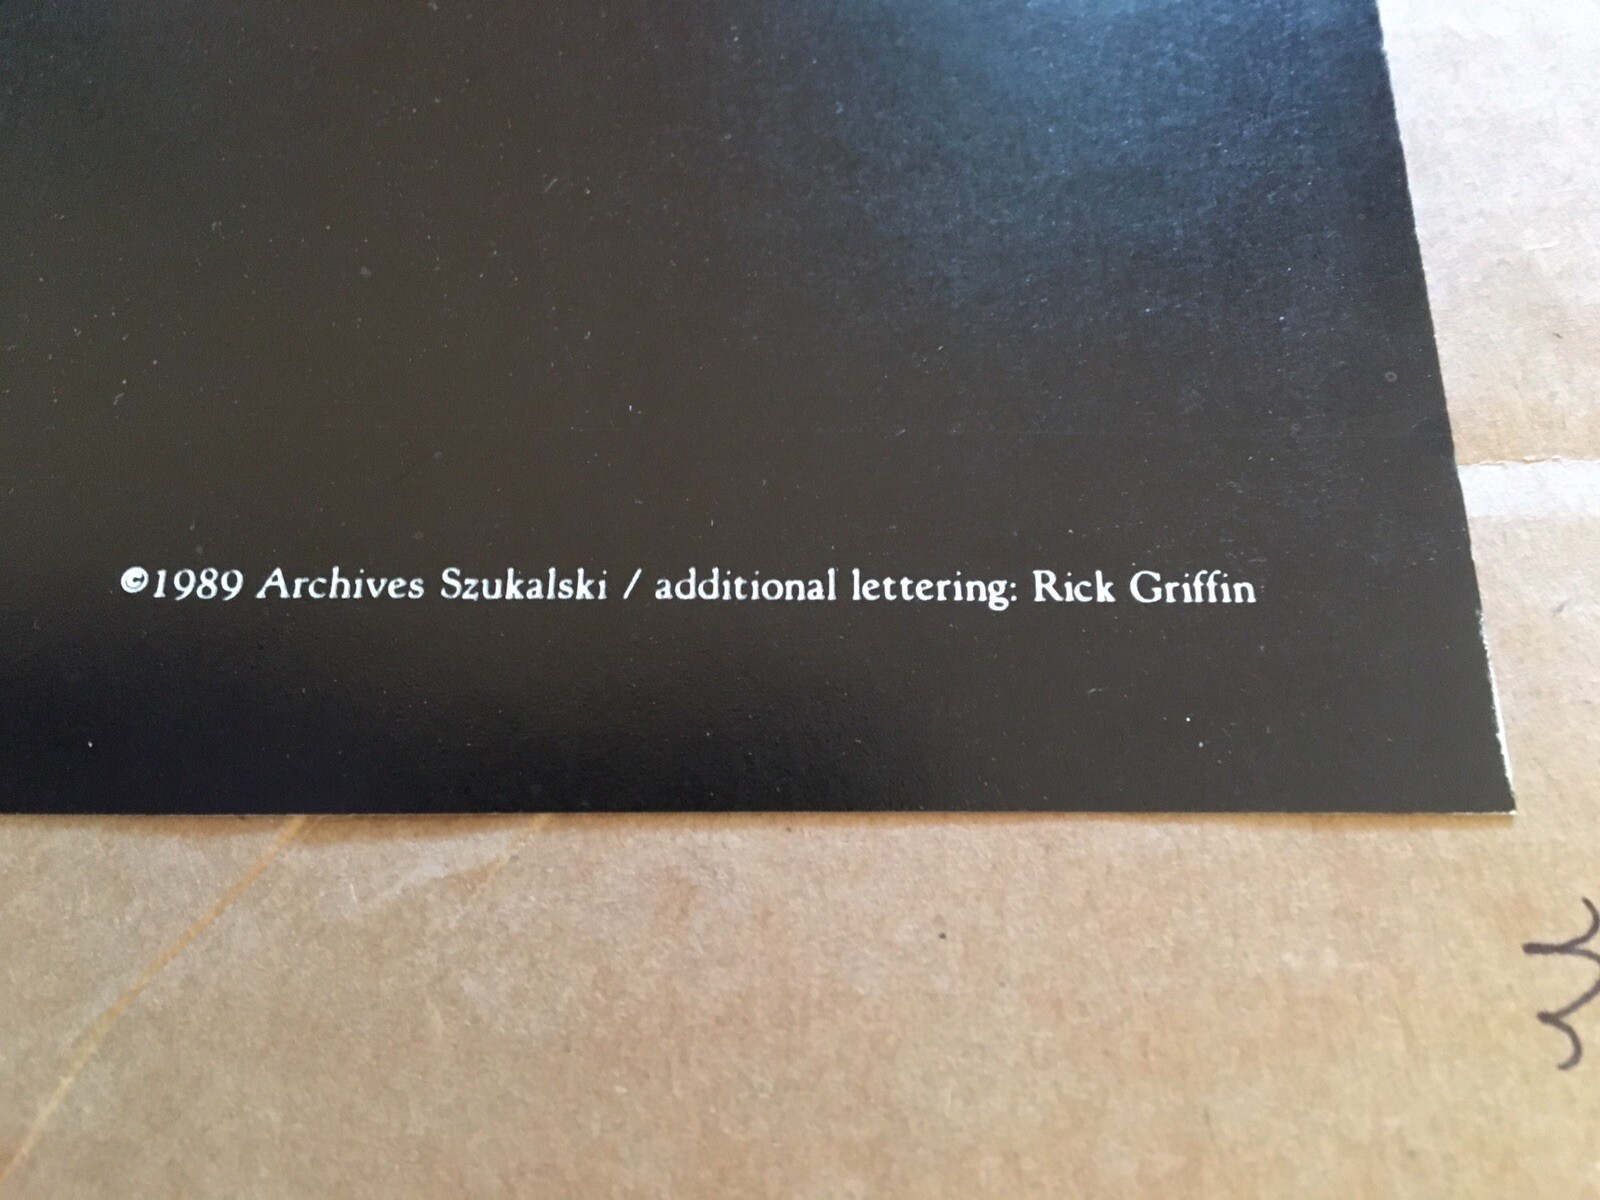 ©1989 Archives Szukalski / additional lettering: Rick Griffin